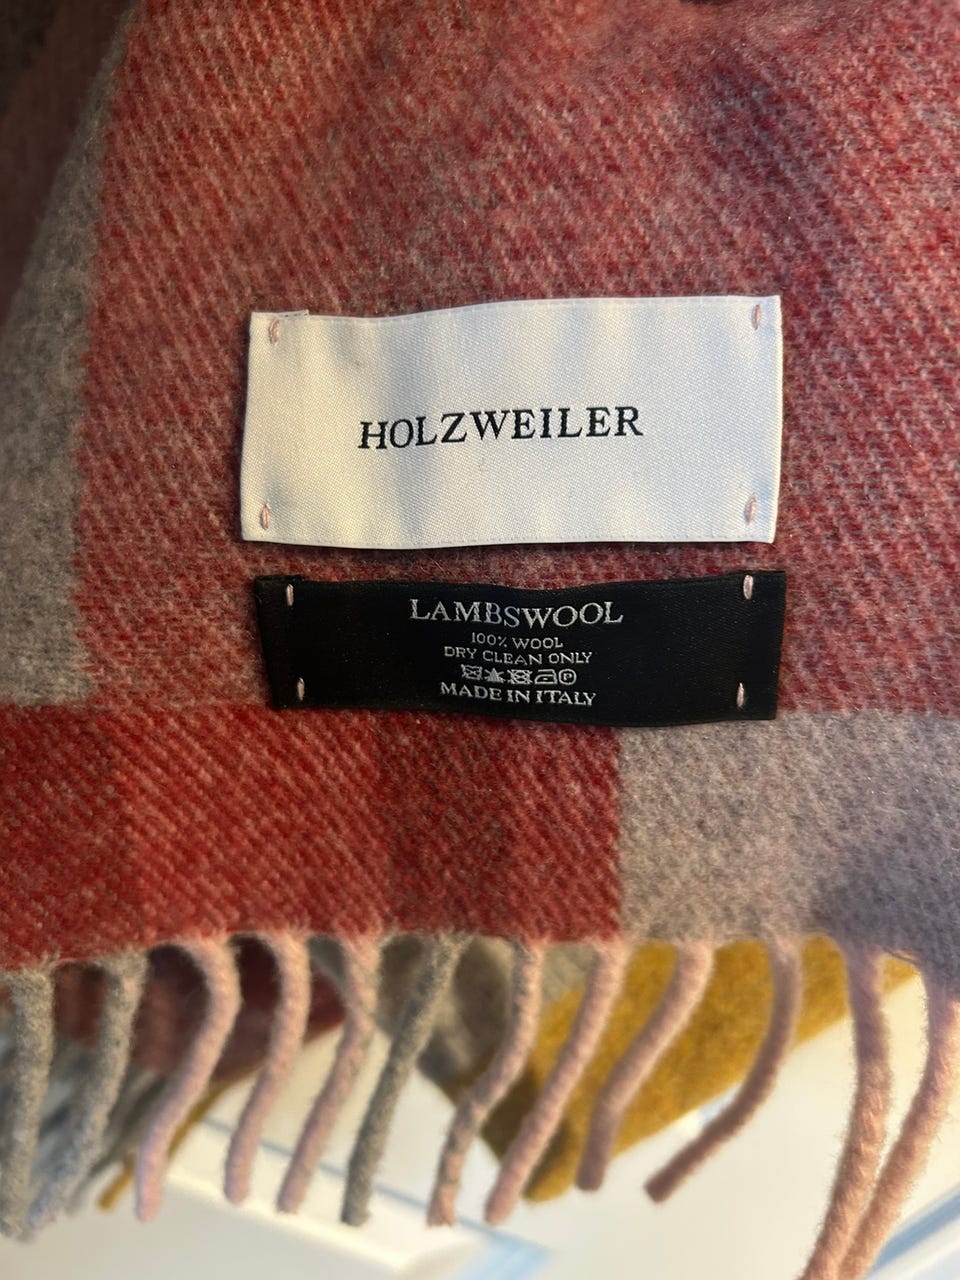 HOLZWEILER
LAMBSWOOL
100% WOOL
DRY CLEAN ONLY
MADE IN ITALY